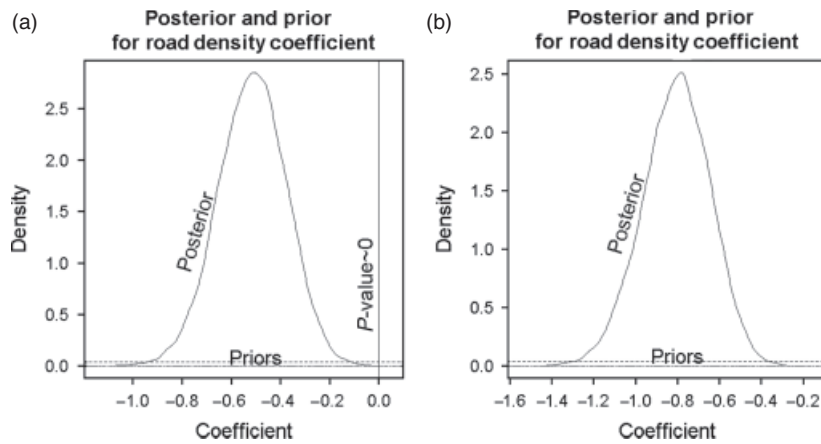 (a)
Posterior and prior
for road density coefficient
Density
2.5
2.0
1.5
1.0
0.5
0.0
Posterior
P-value~0
Priors
−1.0 −0.8 −0.6 −0.4 −0.2 0.0
Coefficient
(b)
Posterior and prior
for road density coefficient
Density
2.5
2.0
1.5
1.0
0.5
0.0
Posterior
Priors
−1.6 −1.4 −1.2 −1.0 −0.8 −0.6 −0.4 −0.2
Coefficient